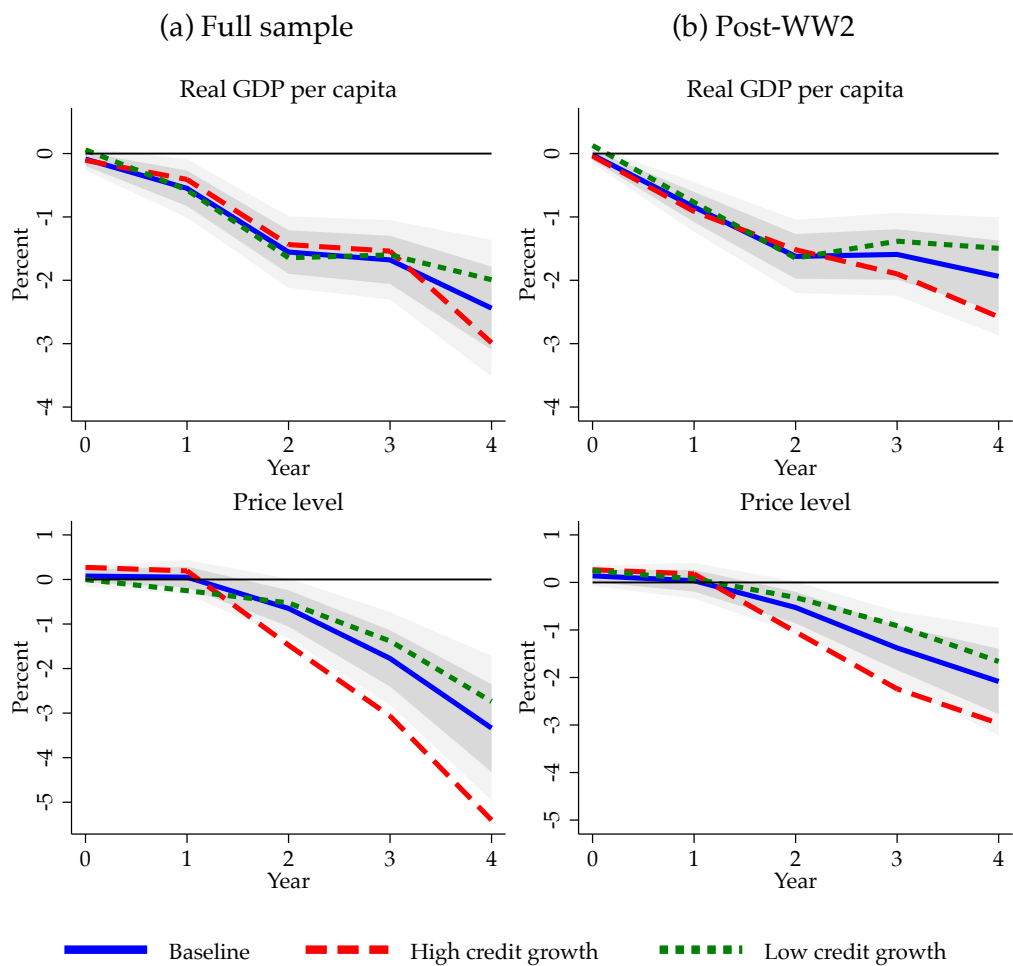 (a) Full sample
(b) Post-WW2
Real GDP per capita
Percent
0
-1
-2
-3
-4
0 1 2 3 4
Year
Real GDP per capita
Percent
0
-1
-2
-3
-4
0 1 2 3 4
Year
Price level
Percent
1
0
-1
-2
-3
-4
-5
0 1 2 3 4
Year
Price level
Percent
1
0
-1
-2
-3
-4
-5
0 1 2 3 4
Year
Baseline High credit growth Low credit growth